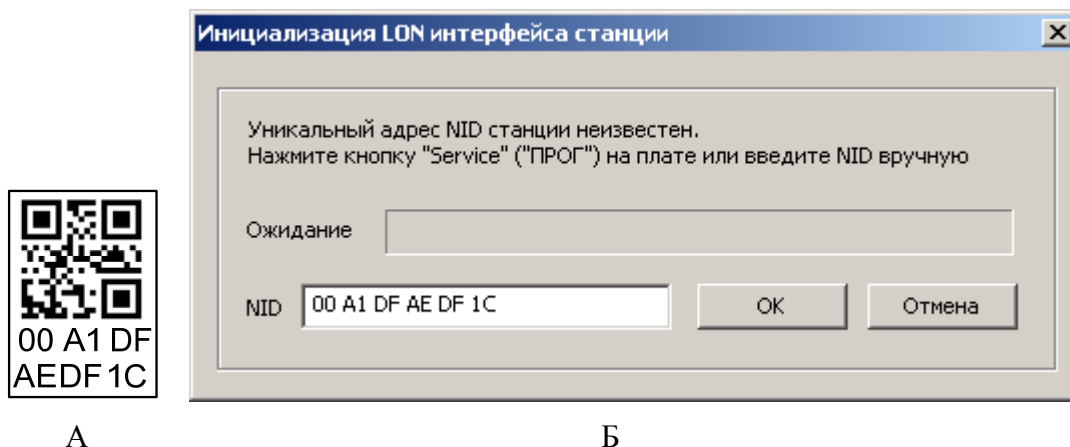 Инициализация LON интерфейса станции
Уникальный адрес NID станции неизвестен.
Нажмите кнопку "Service" ("ПРОГ") на плате или введите NID вручную
Ожидание
NID 00 A1 DF AE DF 1C OK Отмена
00 A1 DF
AEDF 1C
А Б